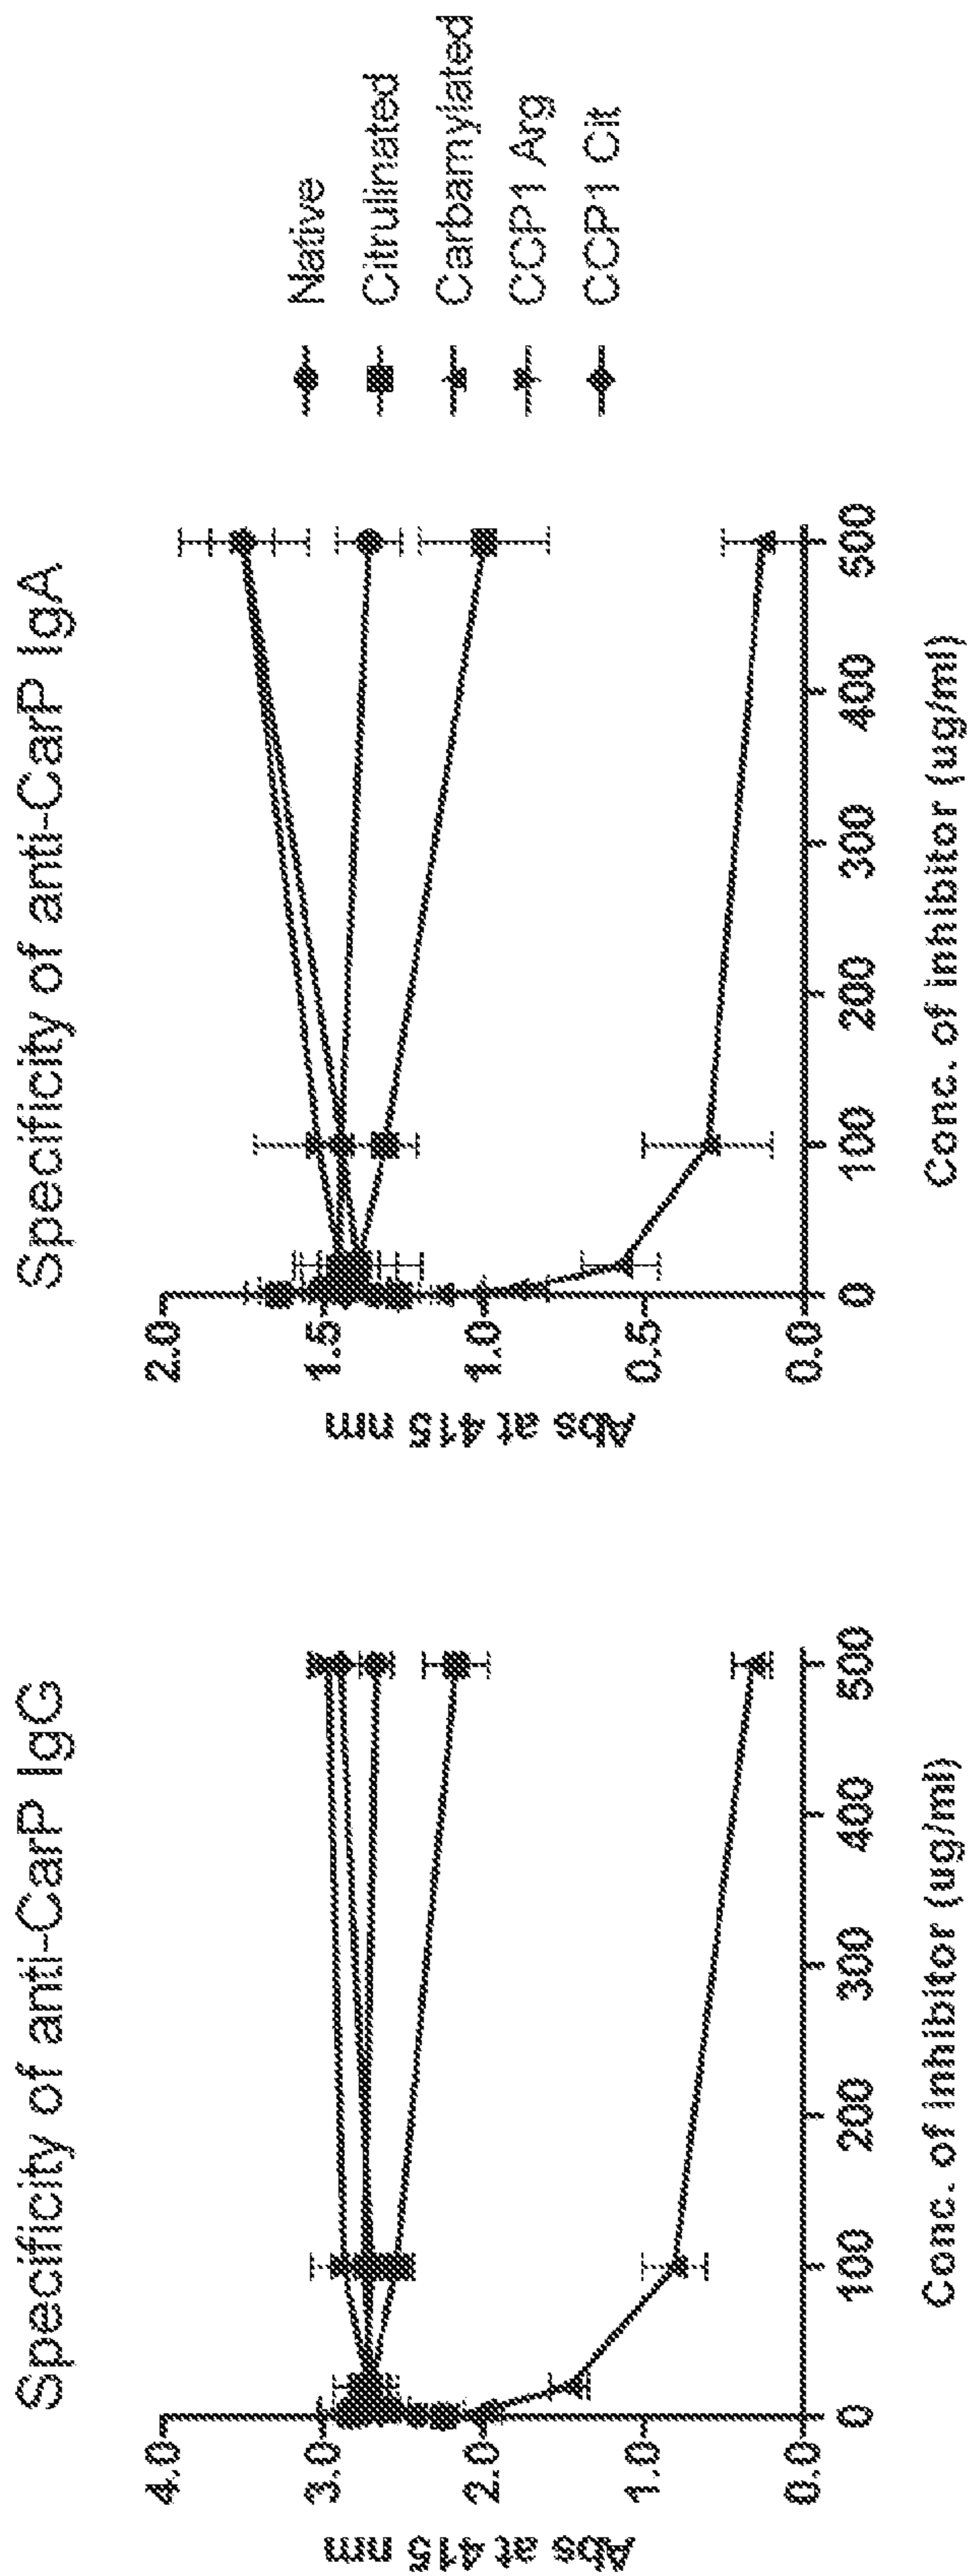 Specificity of anti-CarP IgG
Abs at 415 nm
4.0
3.0
2.0
1.0
0.0
0 100 200 300 400 500
Conc. of inhibitor (ug/ml)
Specificity of anti-CarP IgA
Abs at 415 nm
2.0
1.5
1.0
0.5
0.0
0 100 200 300 400 500
Conc. of inhibitor (ug/ml)
Native
Citrulinated
Carbamylated
CCP1 Arg
CCP1 Cit